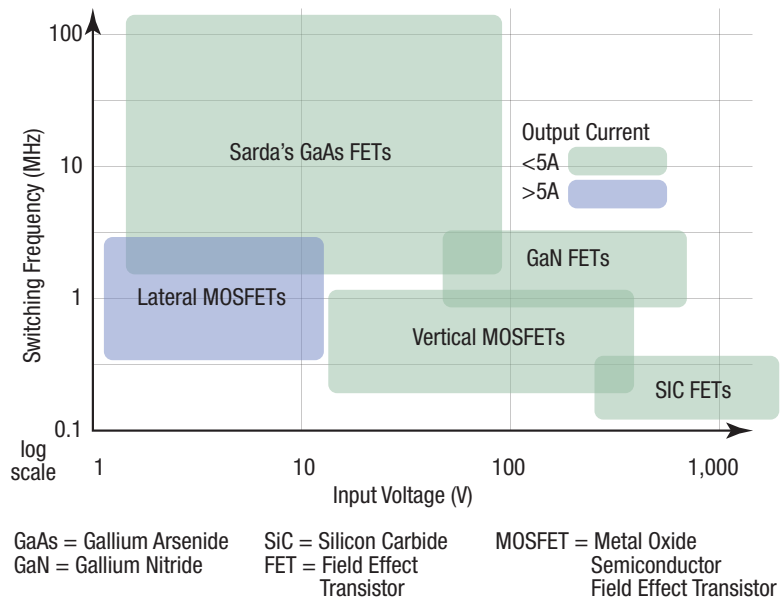 100
10
1
0.1
Switching Frequency (MHz)
Sarda's GaAs FETs
Output Current
<5A
>5A
GaN FETs
Lateral MOSFETs
Vertical MOSFETs
SIC FETs
log
scale
1
10
100
1,000
Input Voltage (V)
GaAs = Gallium Arsenide
GaN = Gallium Nitride
SiC = Silicon Carbide
FET = Field Effect
Transistor
MOSFET = Metal Oxide
Semiconductor
Field Effect Transistor